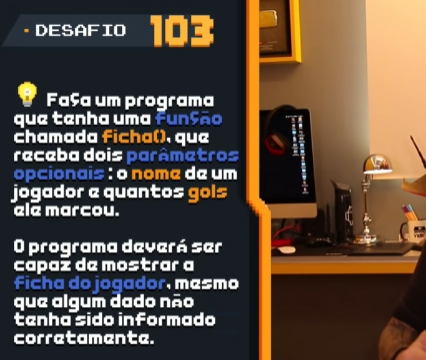 · DESAFIO 103
Faça um programa
que tenha uma função
chamada ficha(), que
receba dois parâmetros
opcionais : o nome de um
jogador e quantos gols
ele marcou.
O programa deverá ser
capaz de mostrar a
ficha do jogador, mesmo
que algum dado não
tenha sido informado
corretamente.